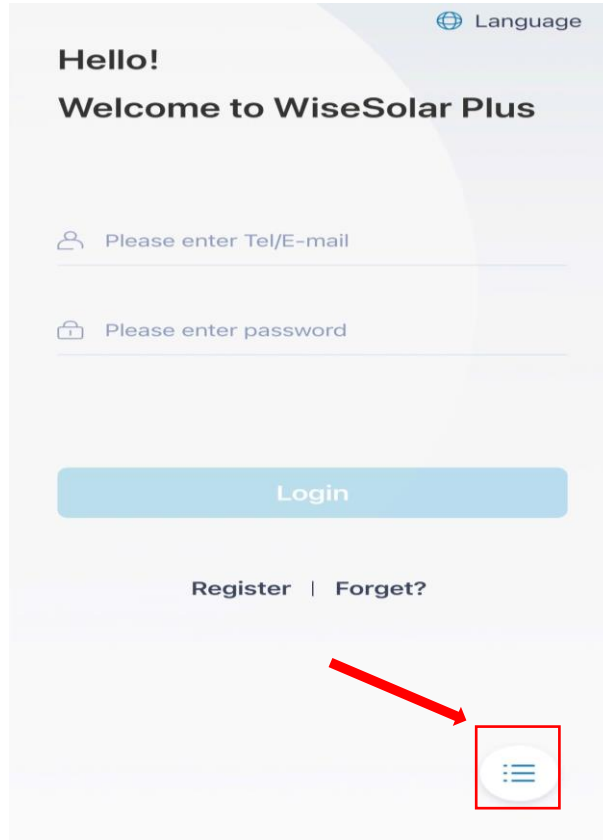 Language
Hello!
Welcome to WiseSolar Plus
Please enter Tel/E-mail
Please enter password
Login
Register | Forget?